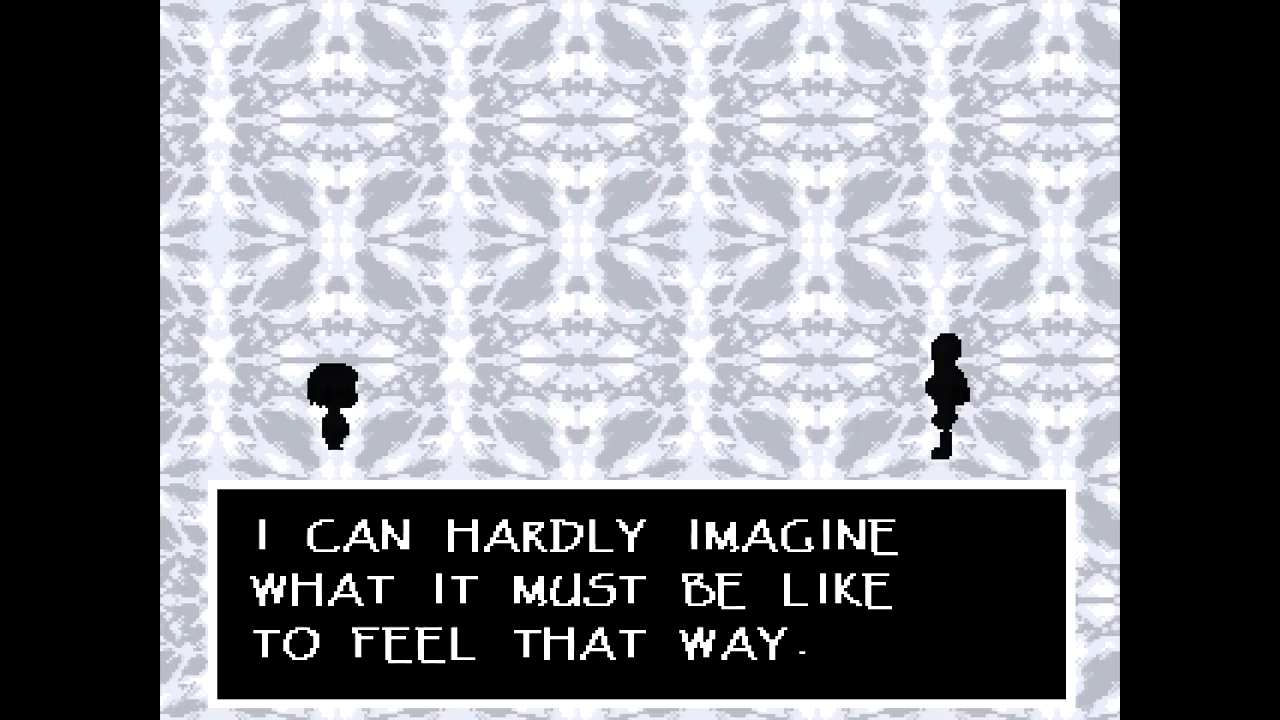 I CAN HARDLY IMAGINE
WHAT IT MUST BE LIKE
TO FEEL THAT WAY.